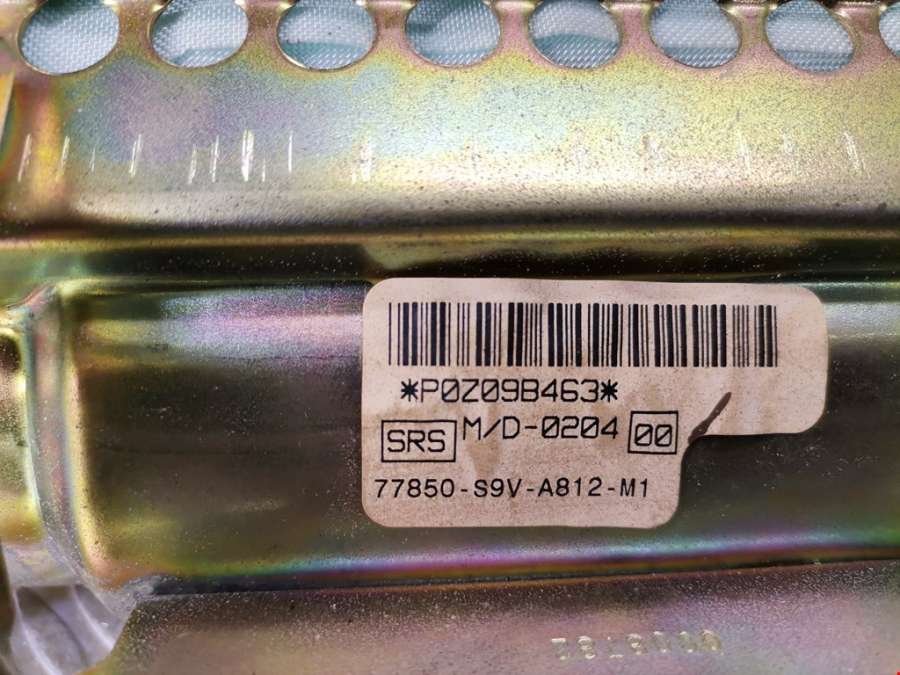 *P0Z09B463*
SRS M/D-0204 00
77850-S9V-A812-M1